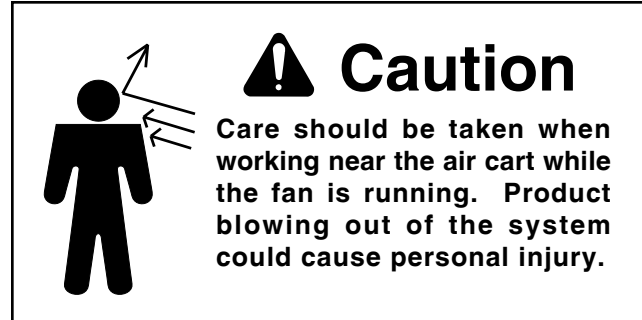 Caution
Care should be taken when
working near the air cart while
the fan is running. Product
blowing out of the system
could cause personal injury.